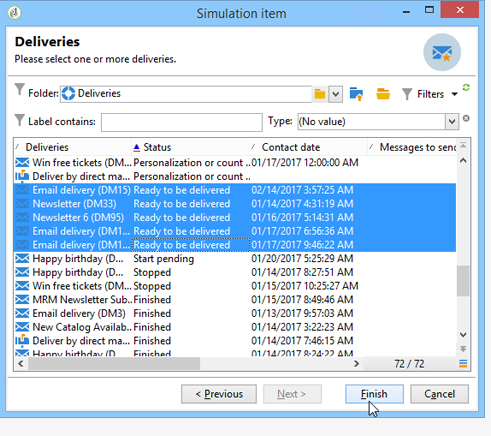 Simulation item
Deliveries
Please select one or more deliveries.
Folder: Deliveries Filters
Label contains: Type: (No value)
Deliveries Status Contact date Messages to send
Win free tickets (DM... Personalization or count ... 01/17/2017 12:00:00 AM
Deliver by direct ma... Personalization or count ...
Email delivery (DM15) Ready to be delivered 02/14/2017 3:57:25 AM
Newsletter (DM33) Ready to be delivered 01/14/2017 4:31:19 AM
Newsletter 6 (DM95) Ready to be delivered 01/16/2017 5:14:31 AM
Email delivery (DM1... Ready to be delivered 01/17/2017 6:56:36 AM
Email delivery (DM1... Ready to be delivered 01/17/2017 9:46:22 AM
Happy birthday (D... Start pending 01/20/2017 5:25:29 AM
Happy birthday (D... Stopped 01/14/2017 8:27:51 AM
Win free tickets (DM... Stopped 01/15/2017 10:25:27 AM
MRM Newsletter Sub... Finished 01/15/2017 8:49:46 AM
Email delivery (DM3) Finished 01/13/2017 9:57:03 AM
New Catalog Availab... Finished 01/14/2017 3:22:23 AM
Deliver by direct ma... Finished 01/14/2017 7:46:15 AM
Happy birthday (D... Finished 01/14/2017 8:24:22 AM
72 / 72
< Previous Next > Finish Cancel